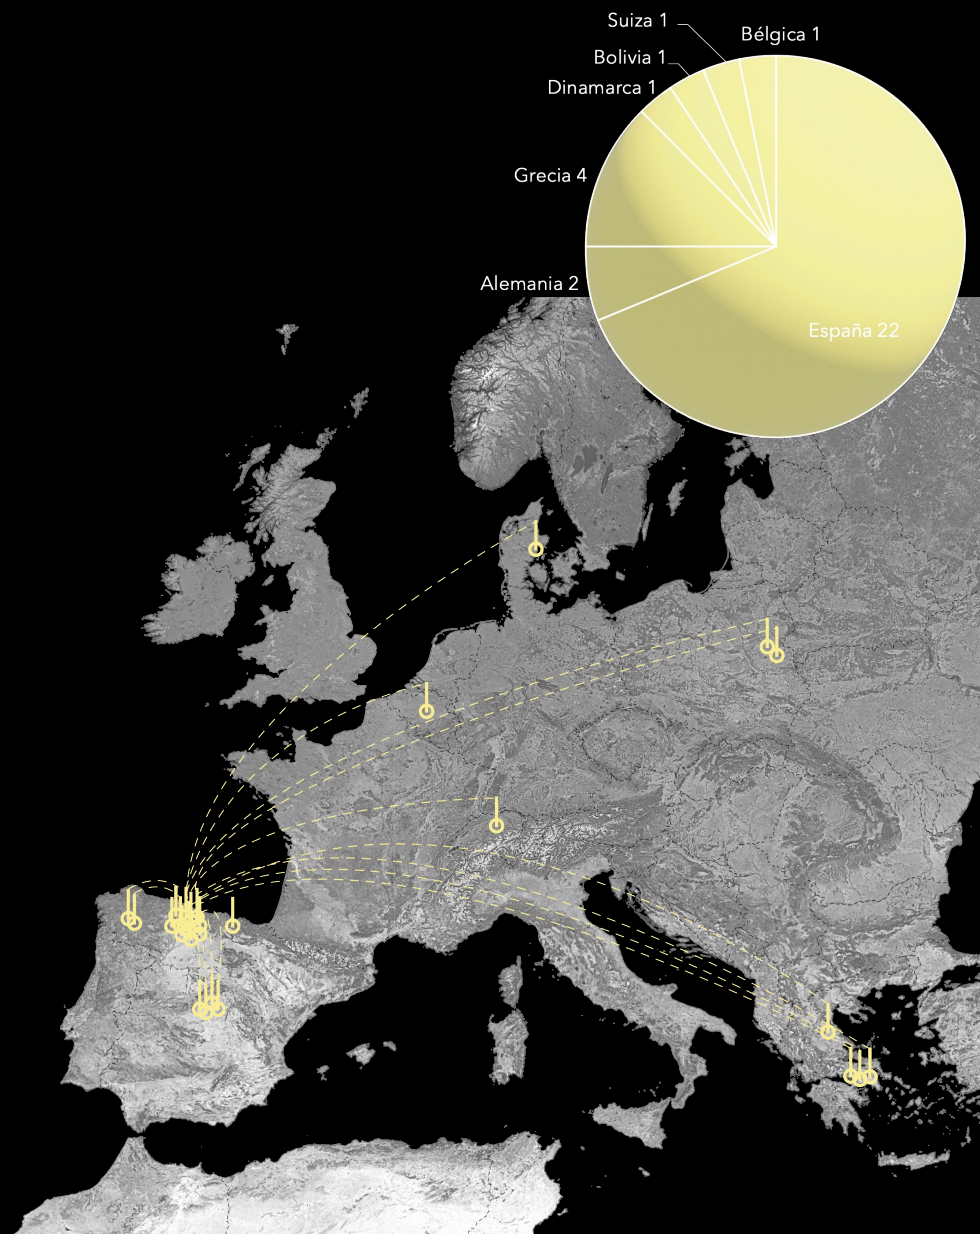 Suiza 1
Bélgica 1
Bolivia 1
Dinamarca 1
Grecia 4
Alemania 2
España 22